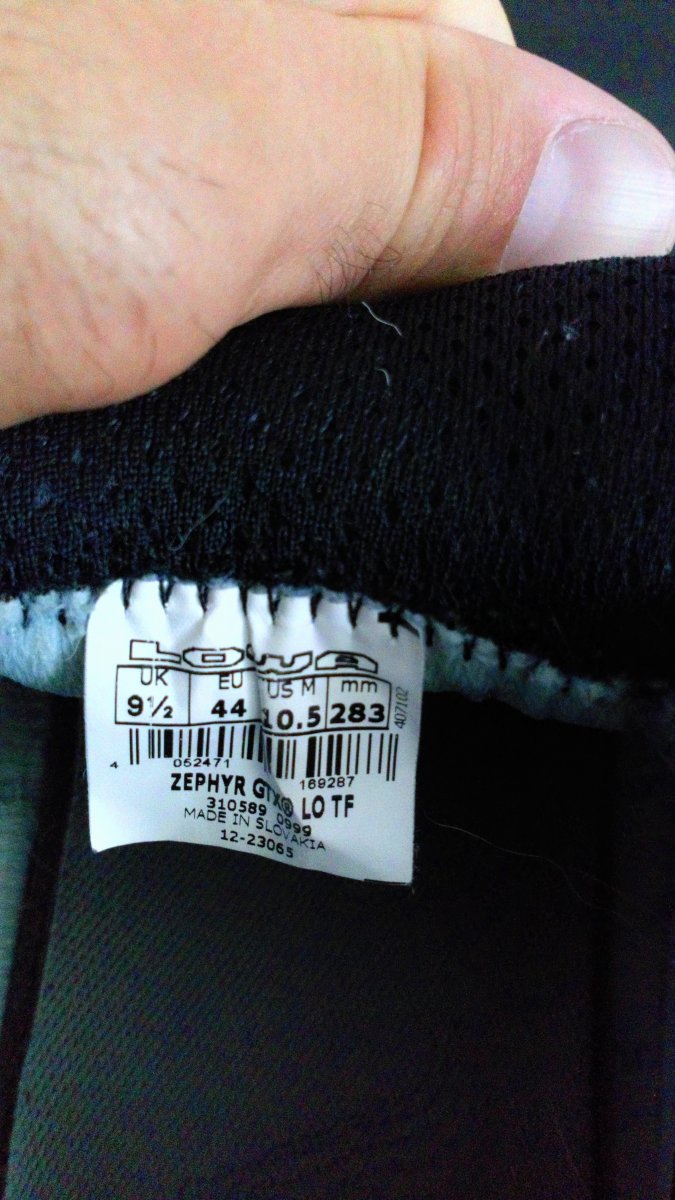 LOWA
UK EU US M mm
9½ 44 10.5 283
407102
4 052471 169287
ZEPHYR GTX® LO TF
310589 0999
MADE IN SLOVAKIA
12-23065